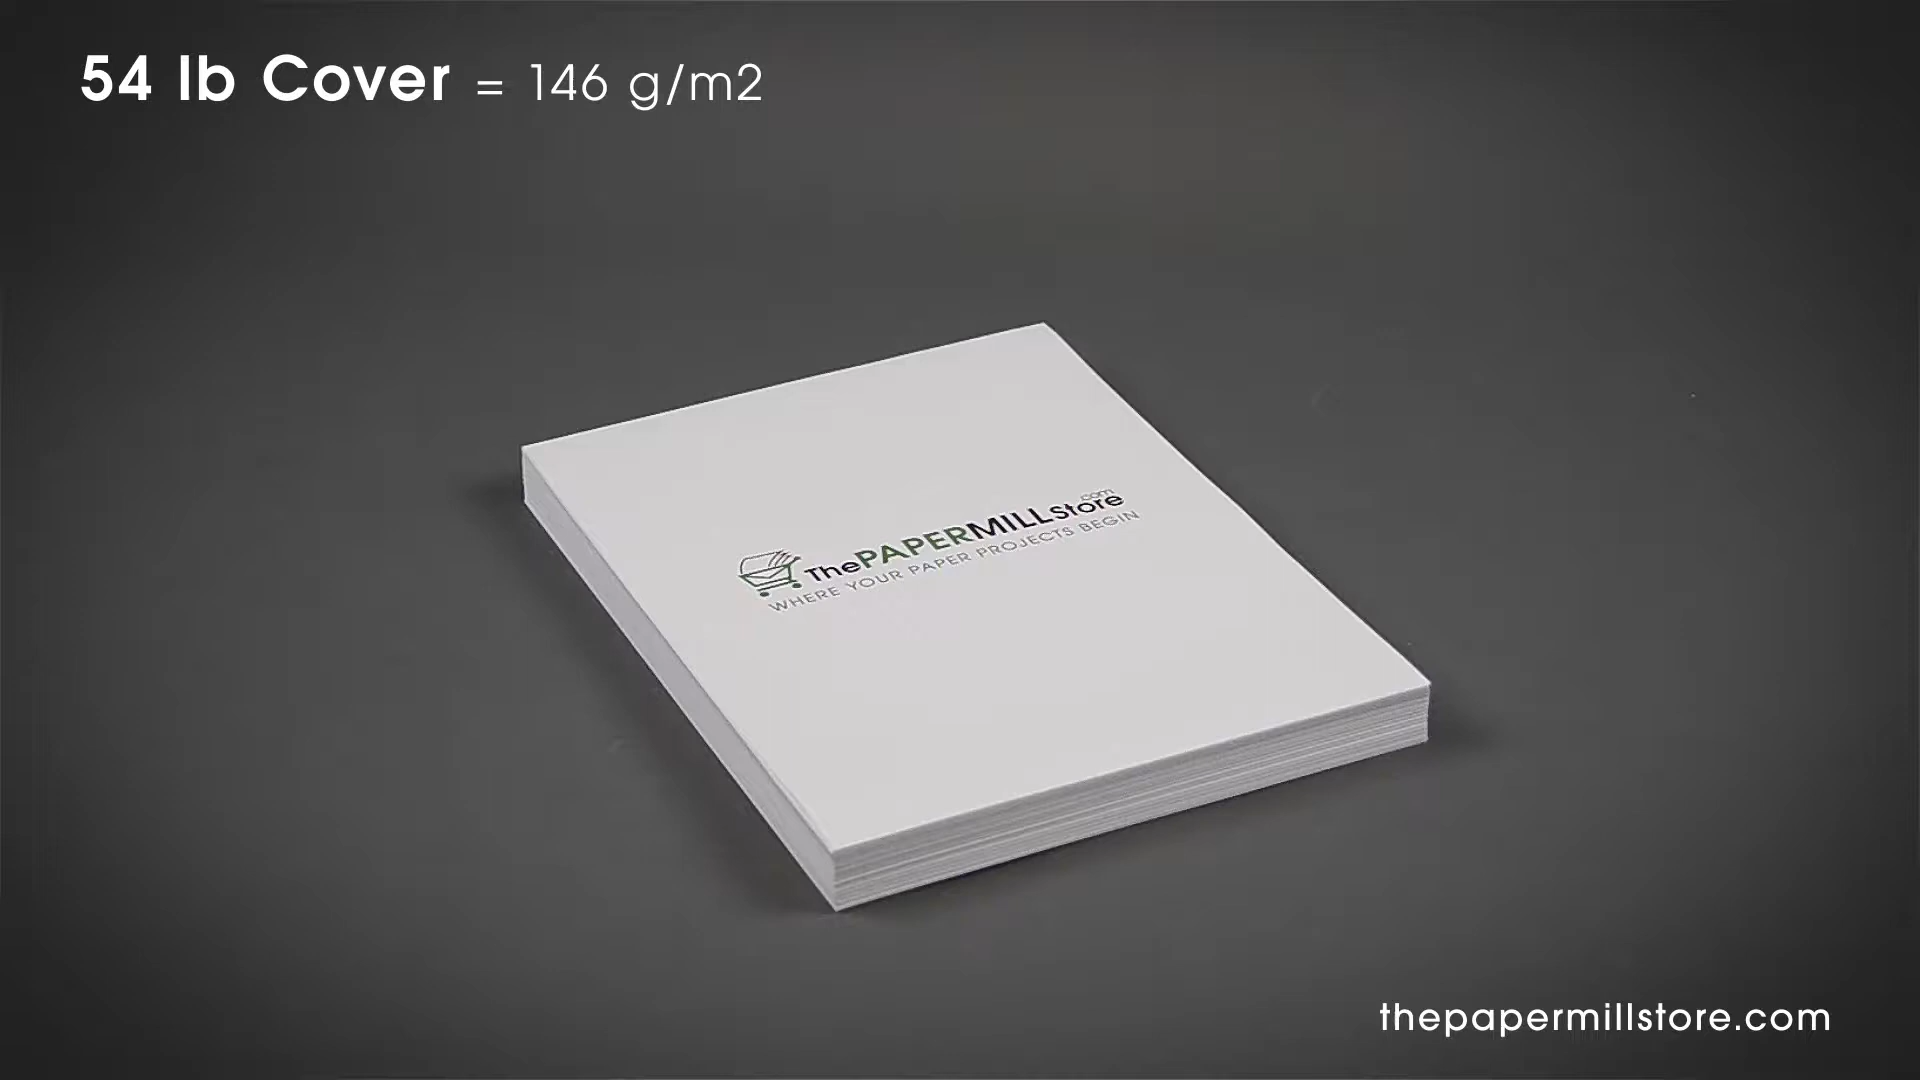 54 lb Cover = 146 g/m2
.com
ThePAPERMILLstore
WHERE YOUR PAPER PROJECTS BEGIN
thepapermillstore.com